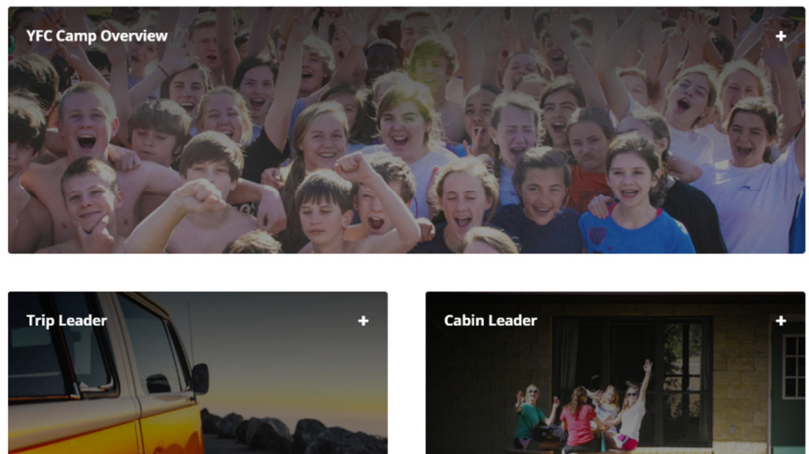 YFC Camp Overview +
Trip Leader +
Cabin Leader +